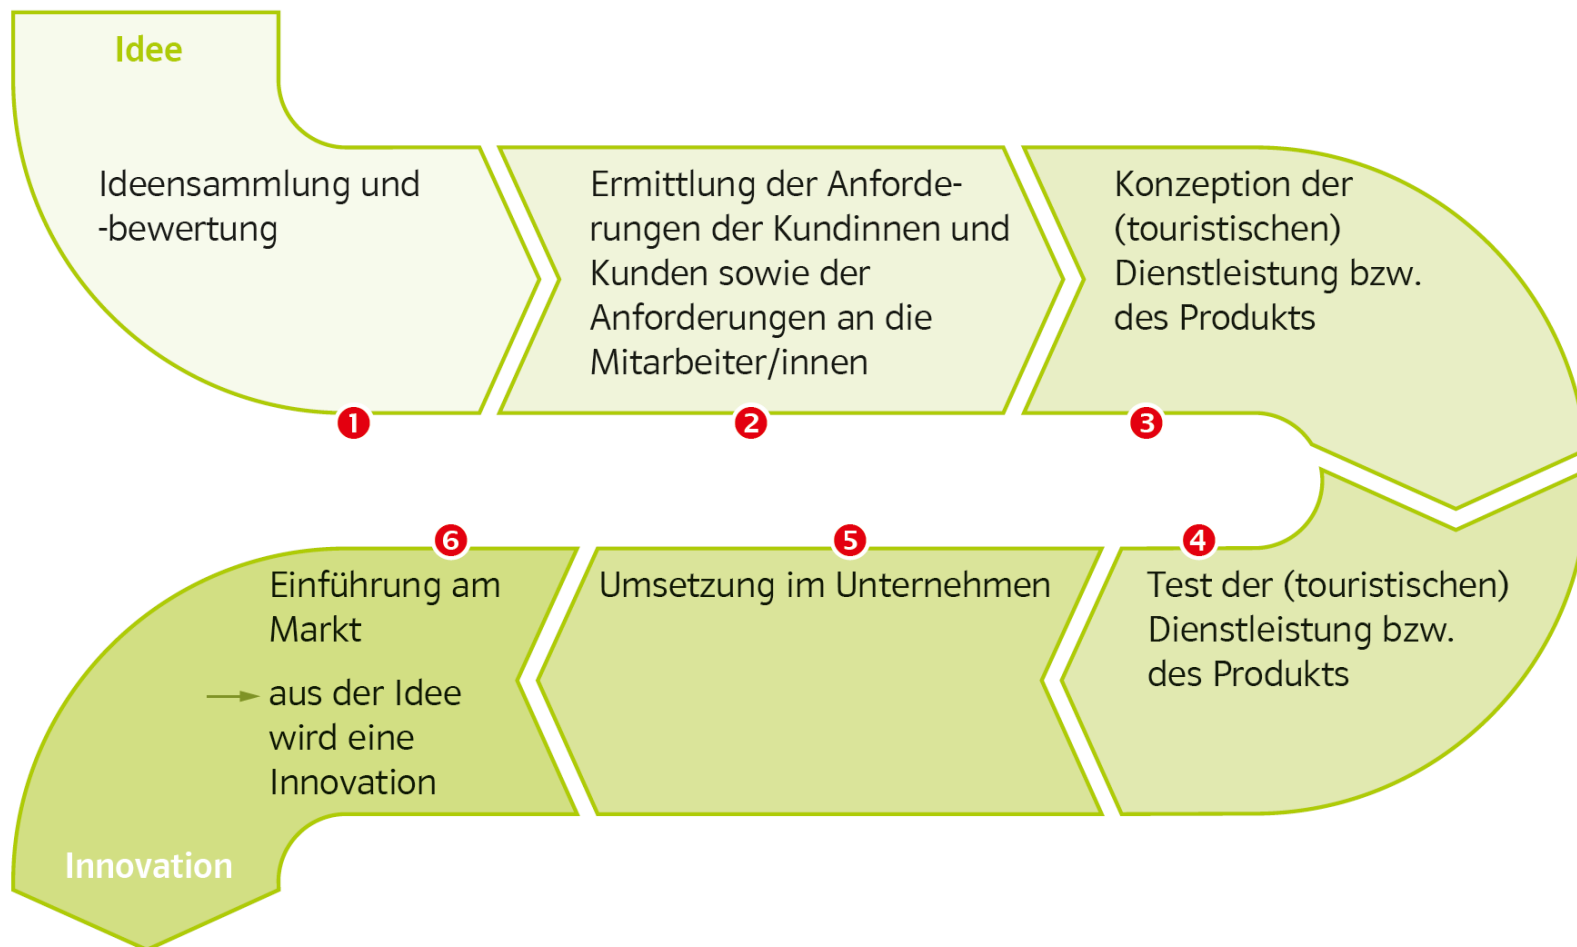 Idee
Ideensammlung und
-bewertung
1
Ermittlung der Anforde-
rungen der Kundinnen und
Kunden sowie der
Anforderungen an die
Mitarbeiter/innen
2
Konzeption der
(touristischen)
Dienstleistung bzw.
des Produkts
3
4
Test der (touristischen)
Dienstleistung bzw.
des Produkts
5
Umsetzung im Unternehmen
6
Einführung am
Markt
→ aus der Idee
wird eine
Innovation
Innovation